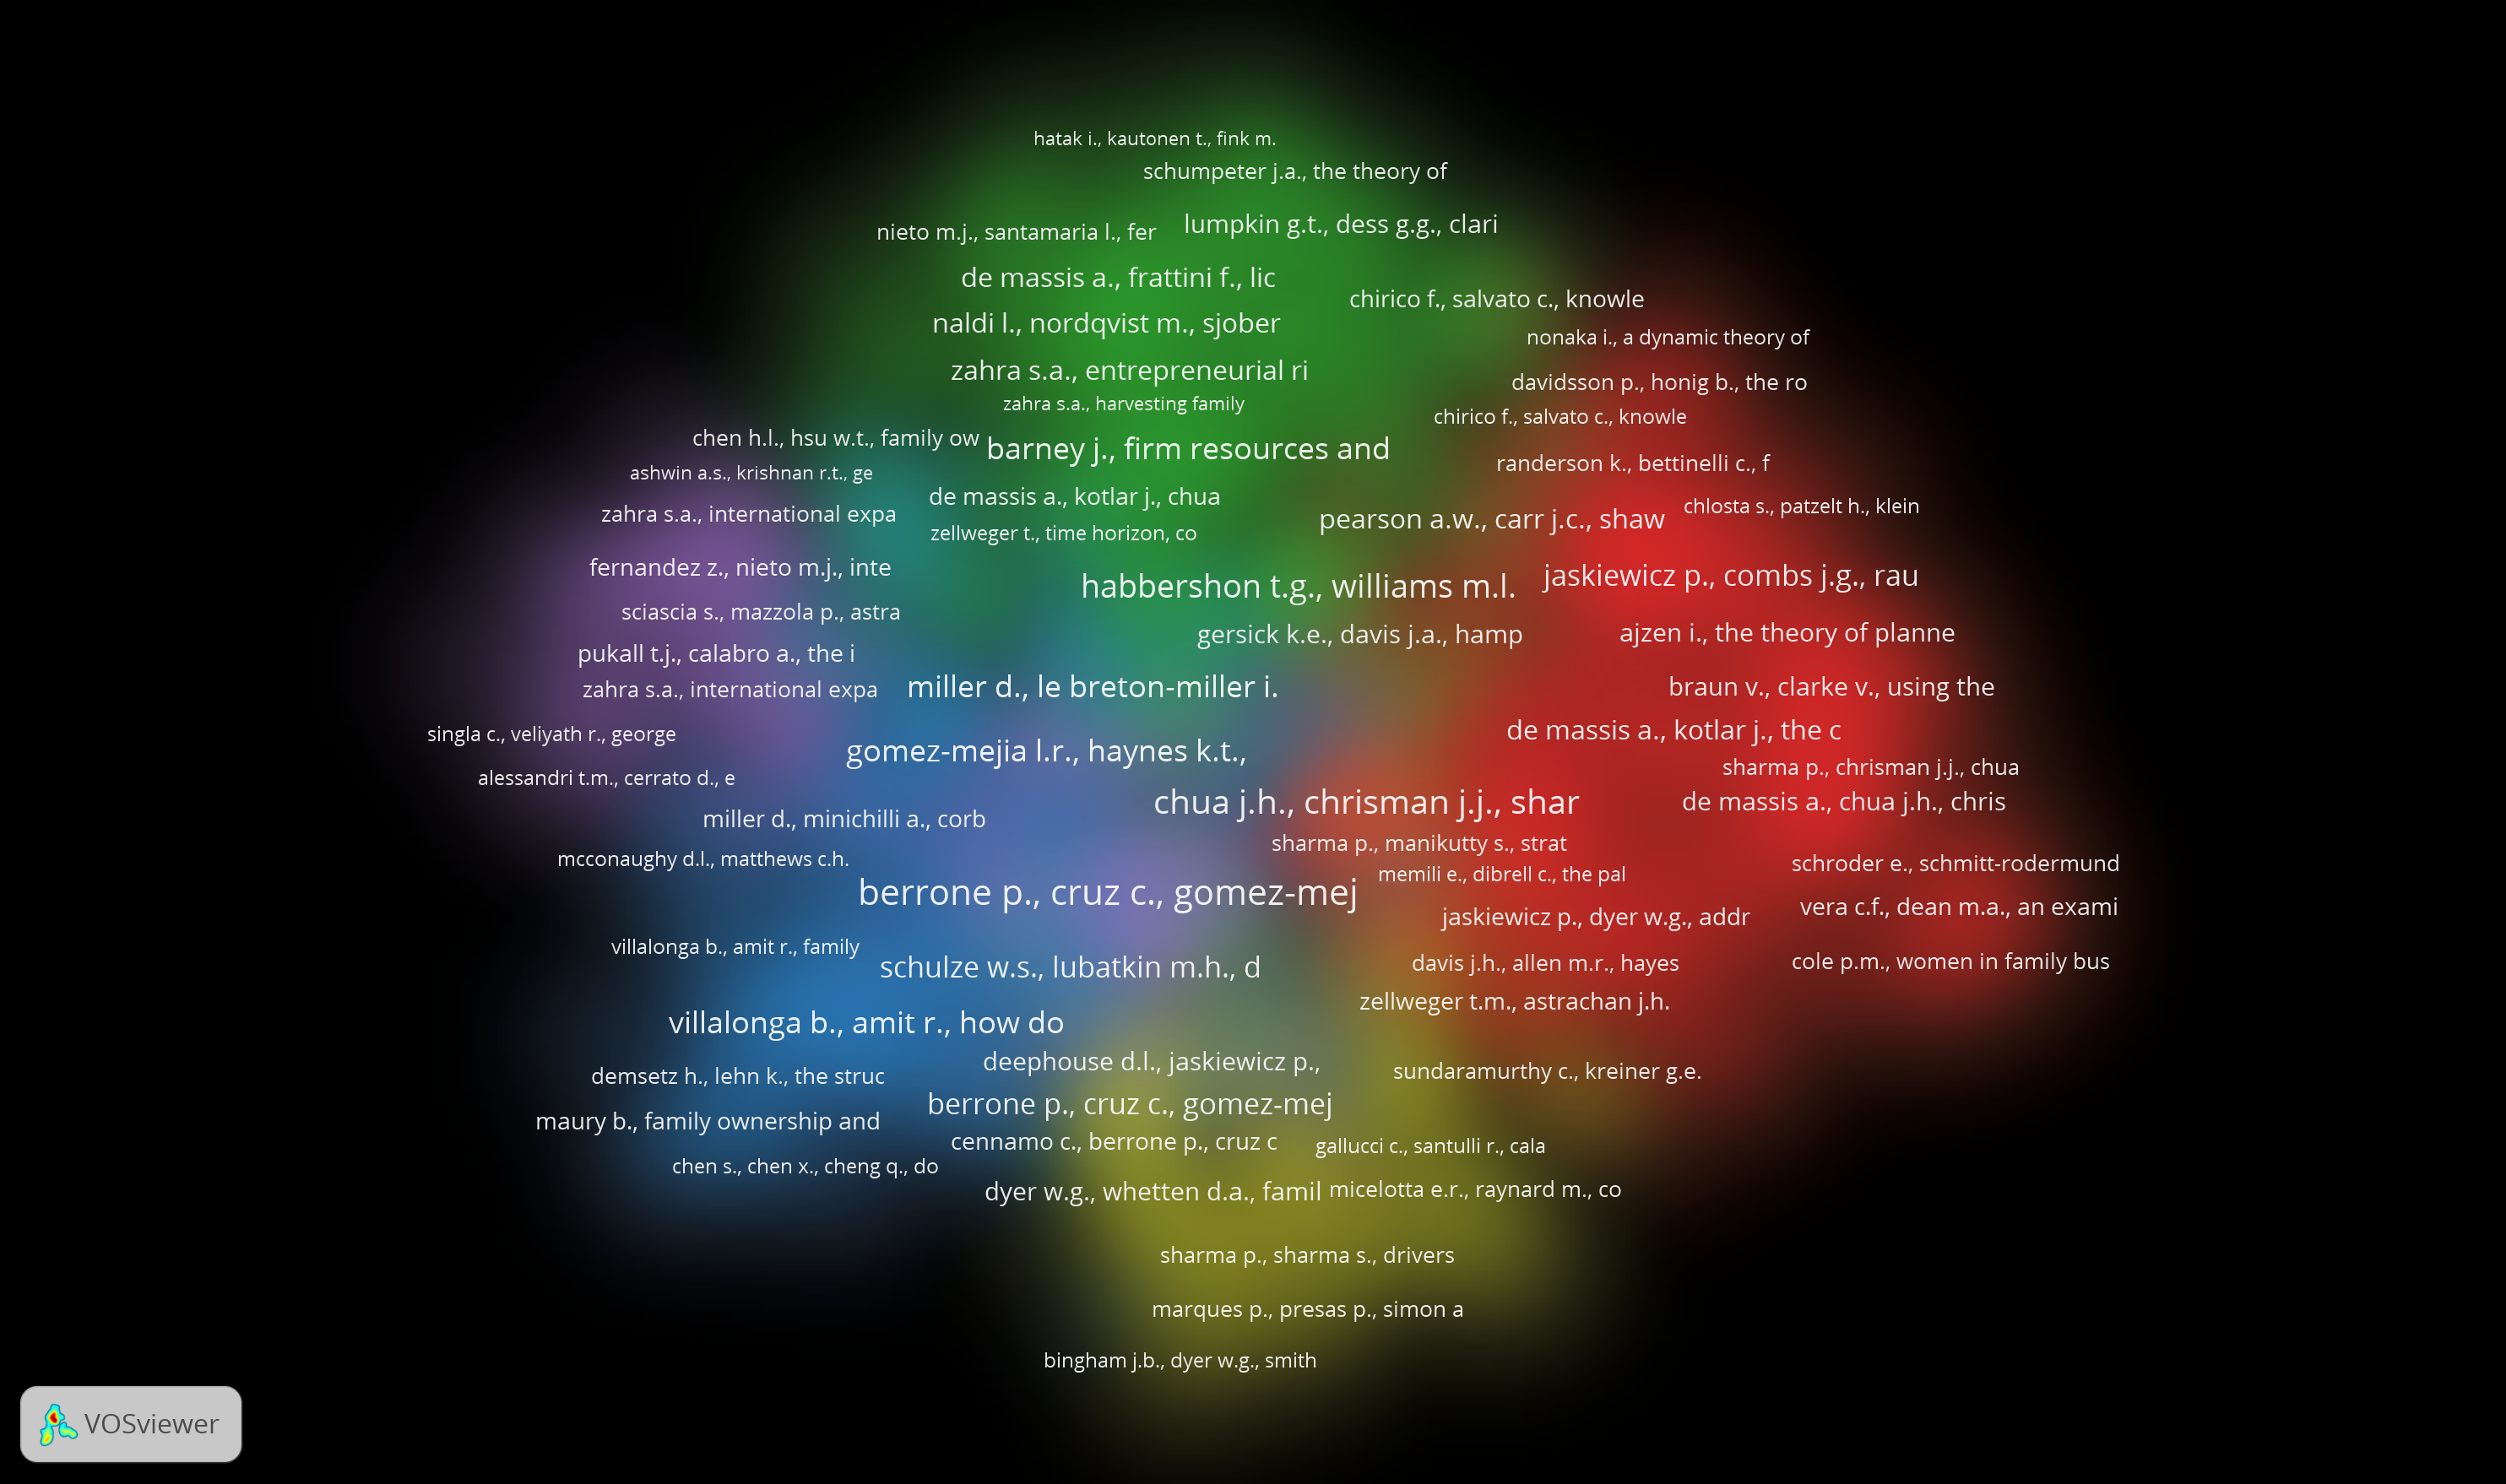 hatak i., kautonen t., fink m.
schumpeter j.a., the theory of
lumpkin g.t., dess g.g., clari
nieto m.j., santamaria l., fer
de massis a., frattini f., lic
chirico f., salvato c., knowle
naldi l., nordqvist m., sjober
nonaka i., a dynamic theory of
zahra s.a., entrepreneurial ri
davidsson p., honig b., the ro
zahra s.a., harvesting family
chirico f., salvato c., knowle
chen h.l., hsu w.t., family ow
barney j., firm resources and
randerson k., bettinelli c., f
ashwin a.s., krishnan r.t., ge
de massis a., kotlar j., chua
chlosta s., patzelt h., klein
zahra s.a., international expa
pearson a.w., carr j.c., shaw
zellweger t., time horizon, co
fernandez z., nieto m.j., inte
habbershon t.g., williams m.l.
jaskiewicz p., combs j.g., rau
sciascia s., mazzola p., astra
gersick k.e., davis j.a., hamp
ajzen i., the theory of planne
pukall t.j., calabro a., the i
zahra s.a., international expa
miller d., le breton-miller i.
braun v., clarke v., using the
singla c., veliyath r., george
gomez-mejia l.r., haynes k.t.,
de massis a., kotlar j., the c
sharma p., chrisman j.j., chua
alessandri t.m., cerrato d., e
chua j.h., chrisman j.j., shar
de massis a., chua j.h., chris
miller d., minichilli a., corb
sharma p., manikutty s., strat
mcconaughy d.l., matthews c.h.
memili e., dibrell c., the pal
schroder e., schmitt-rodermund
berrone p., cruz c., gomez-mej
jaskiewicz p., dyer w.g., addr
vera c.f., dean m.a., an exami
villalonga b., amit r., family
schulze w.s., lubatkin m.h., d
davis j.h., allen m.r., hayes
cole p.m., women in family bus
zellweger t.m., astrachan j.h.
villalonga b., amit r., how do
deephouse d.l., jaskiewicz p.,
sundaramurthy c., kreiner g.e.
demsetz h., lehn k., the struc
berrone p., cruz c., gomez-mej
maury b., family ownership and
cennamo c., berrone p., cruz c
gallucci c., santulli r., cala
chen s., chen x., cheng q., do
dyer w.g., whetten d.a., famil
micelotta e.r., raynard m., co
sharma p., sharma s., drivers
marques p., presas p., simon a
bingham j.b., dyer w.g., smith
VOSviewer